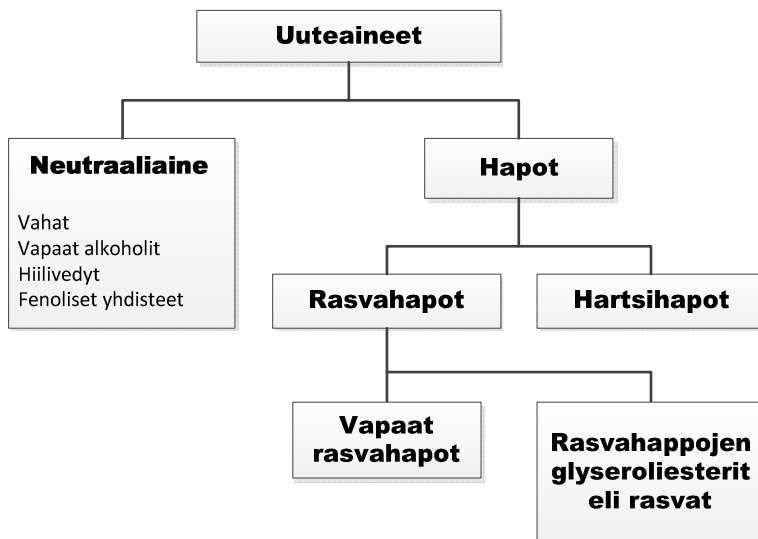 Uuteaineet
Neutraaliaine
Vahat
Vapaat alkoholit
Hiilivedyt
Fenoliset yhdisteet
Hapot
Rasvahapot
Hartsihapot
Vapaat
rasvahapot
Rasvahappojen
glyseroliesterit
eli rasvat